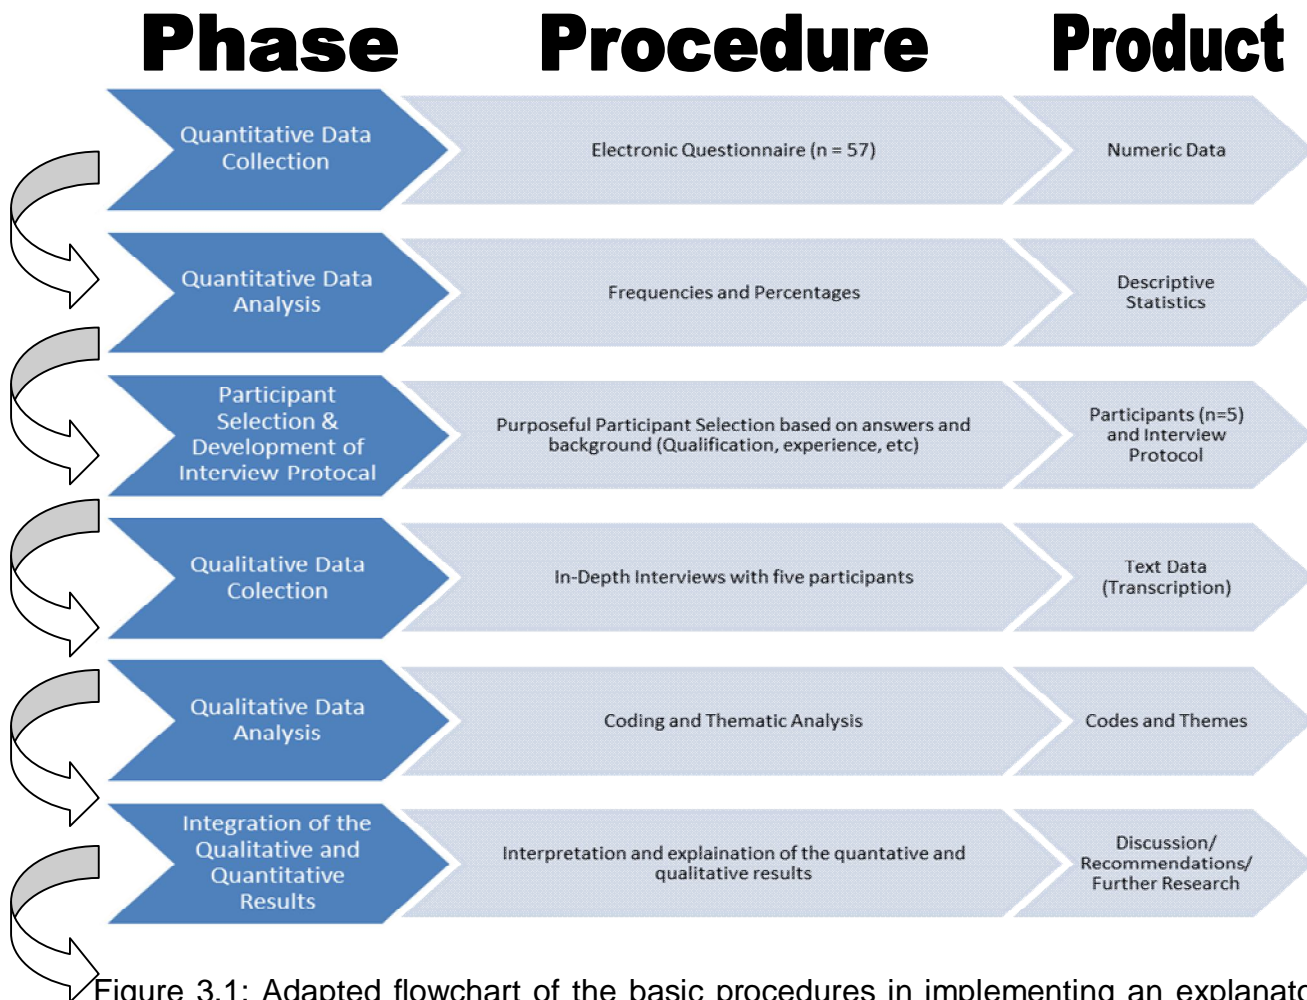 Phase Procedure Product
Quantitative Data
Collection
Electronic Questionnaire (n = 57)
Numeric Data
Quantitative Data
Analysis
Frequencies and Percentages
Descriptive
Statistics
Participant
Selection &
Development of
Interview Protocal
Purposeful Participant Selection based on answers and
background (Qualification, experience, etc)
Participants (n=5)
and Interview
Protocol
Qualitative Data
Colection
In-Depth Interviews with five participants
Text Data
(Transcription)
Qualitative Data
Analysis
Coding and Thematic Analysis
Codes and Themes
Integration of the
Qualitative and
Quantitative
Results
Interpretation and explaination of the quantative and
qualitative results
Discussion/
Recommendations/
Further Research
Figure 3.1: Adapted flowchart of the basic procedures in implementing an explanato